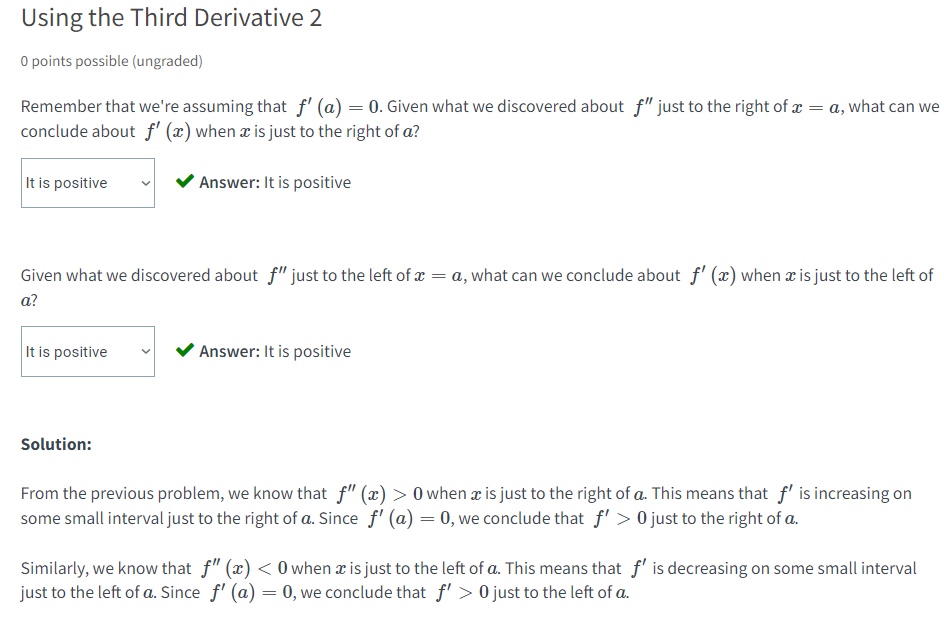 Using the Third Derivative 2
0 points possible (ungraded)
Remember that we're assuming that f′ (a) = 0. Given what we discovered about f″ just to the right of x = a, what can we
conclude about f′ (x) when x is just to the right of a?
It is positive
Answer: It is positive
Given what we discovered about f″ just to the left of x = a, what can we conclude about f′ (x) when x is just to the left of
a?
It is positive
Answer: It is positive
Solution:
From the previous problem, we know that f″ (x) > 0 when x is just to the right of a. This means that f′ is increasing on
some small interval just to the right of a. Since f′ (a) = 0, we conclude that f′ > 0 just to the right of a.
Similarly, we know that f″ (x) < 0 when x is just to the left of a. This means that f′ is decreasing on some small interval
just to the left of a. Since f′ (a) = 0, we conclude that f′ > 0 just to the left of a.